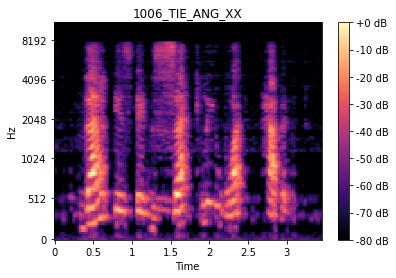 1006_TIE_ANG_XX
8192
4096
2048
1024
512
0
Hz
0 0.5 1 1.5 2 2.5 3
Time
+0 dB
-10 dB
-20 dB
-30 dB
-40 dB
-50 dB
-60 dB
-70 dB
-80 dB